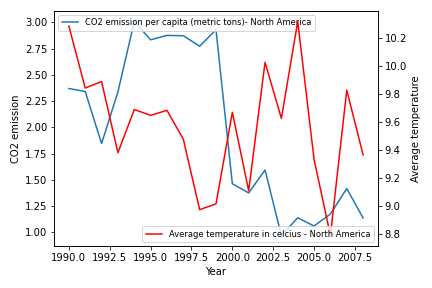 CO2 emission per capita (metric tons)- North America
3.00
2.75
2.50
2.25
2.00
1.75
1.50
1.25
1.00
CO2 emission
10.2
10.0
9.8
9.6
9.4
9.2
9.0
8.8
Average temperature
Average temperature in celcius - North America
1990.0 1992.5 1995.0 1997.5 2000.0 2002.5 2005.0 2007.5
Year